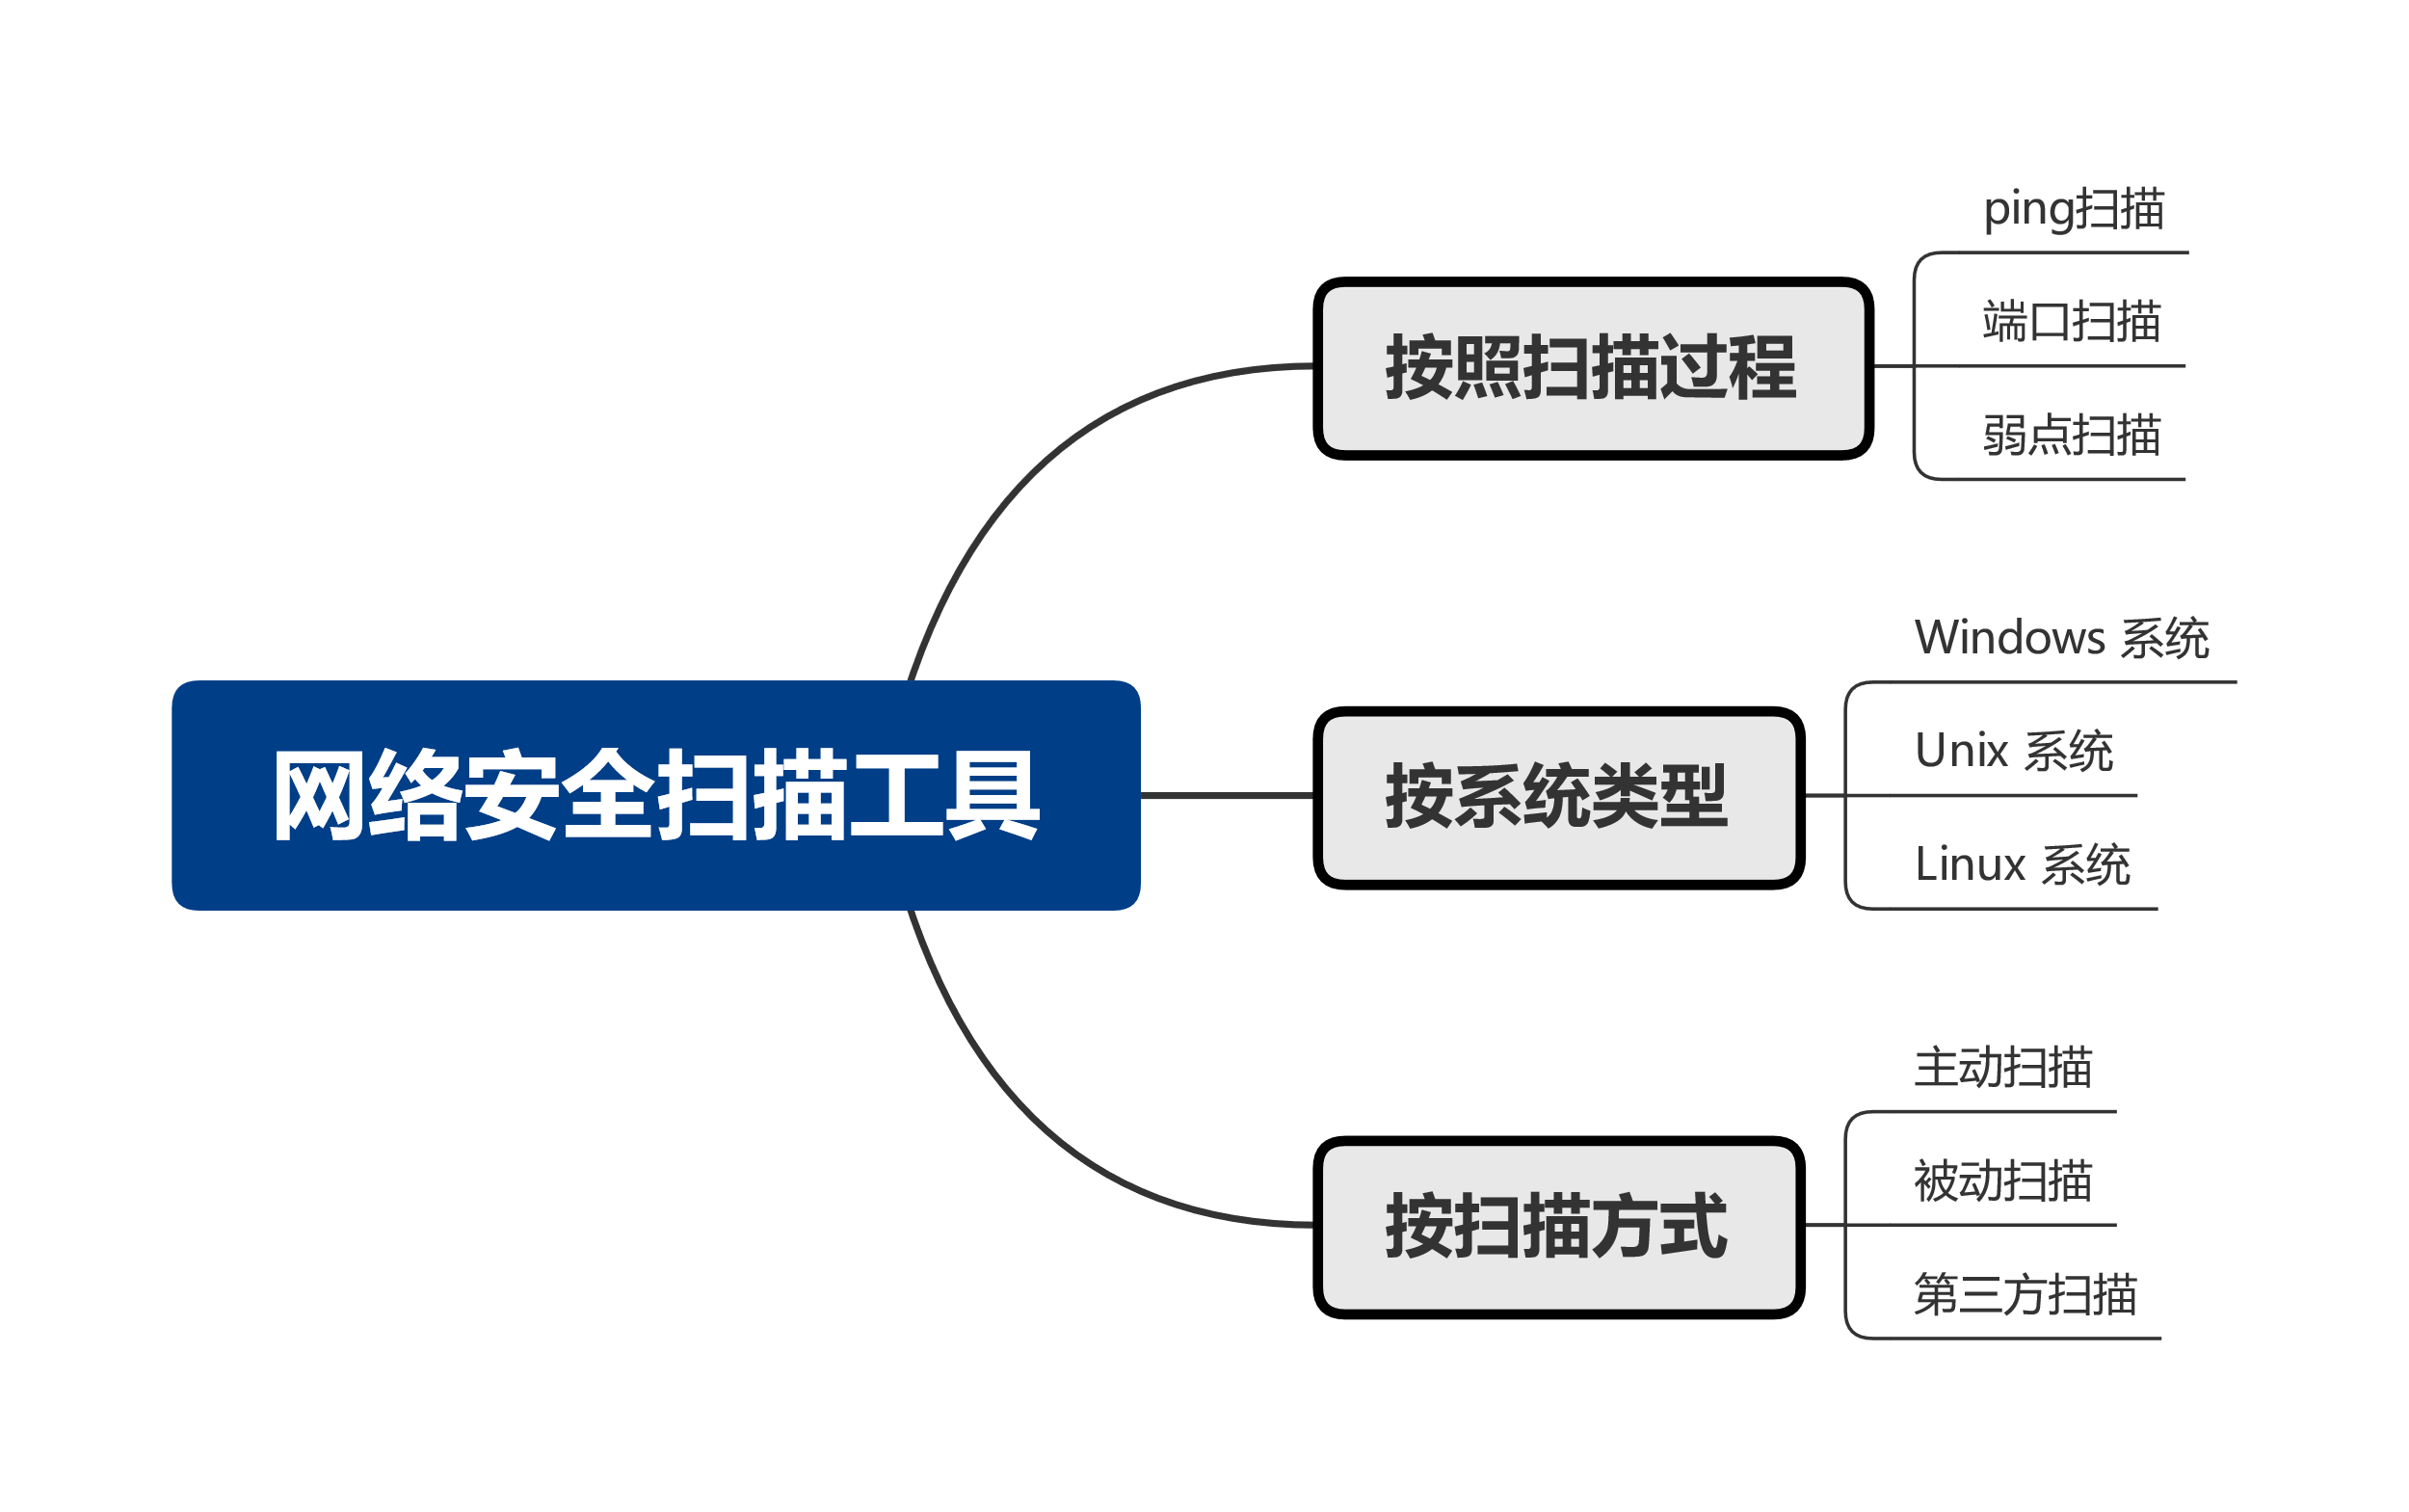 网络安全扫描工具
按照扫描过程
ping扫描
端口扫描
弱点扫描
按系统类型
Windows 系统
Unix 系统
Linux 系统
按扫描方式
主动扫描
被动扫描
第三方扫描